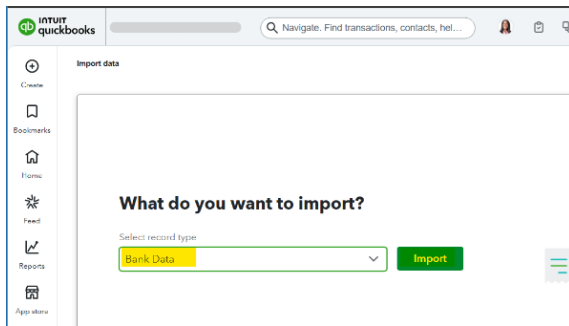 INTUIT
quickbooks
Navigate. Find transactions, contacts, hel...
Create
Import data
Bookmarks
Home
Feed
Reports
App store
What do you want to import?
Select record type
Bank Data
Import